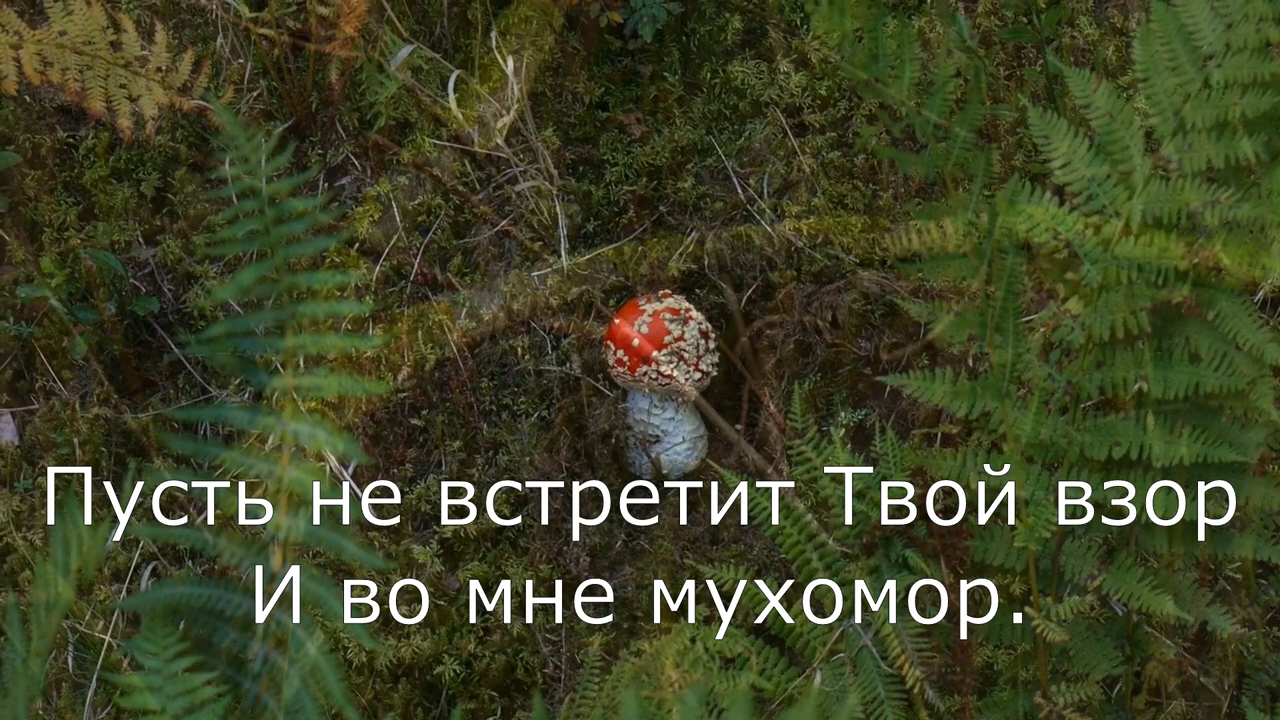 Пусть не встретит Твой взор
И во мне мухомор.